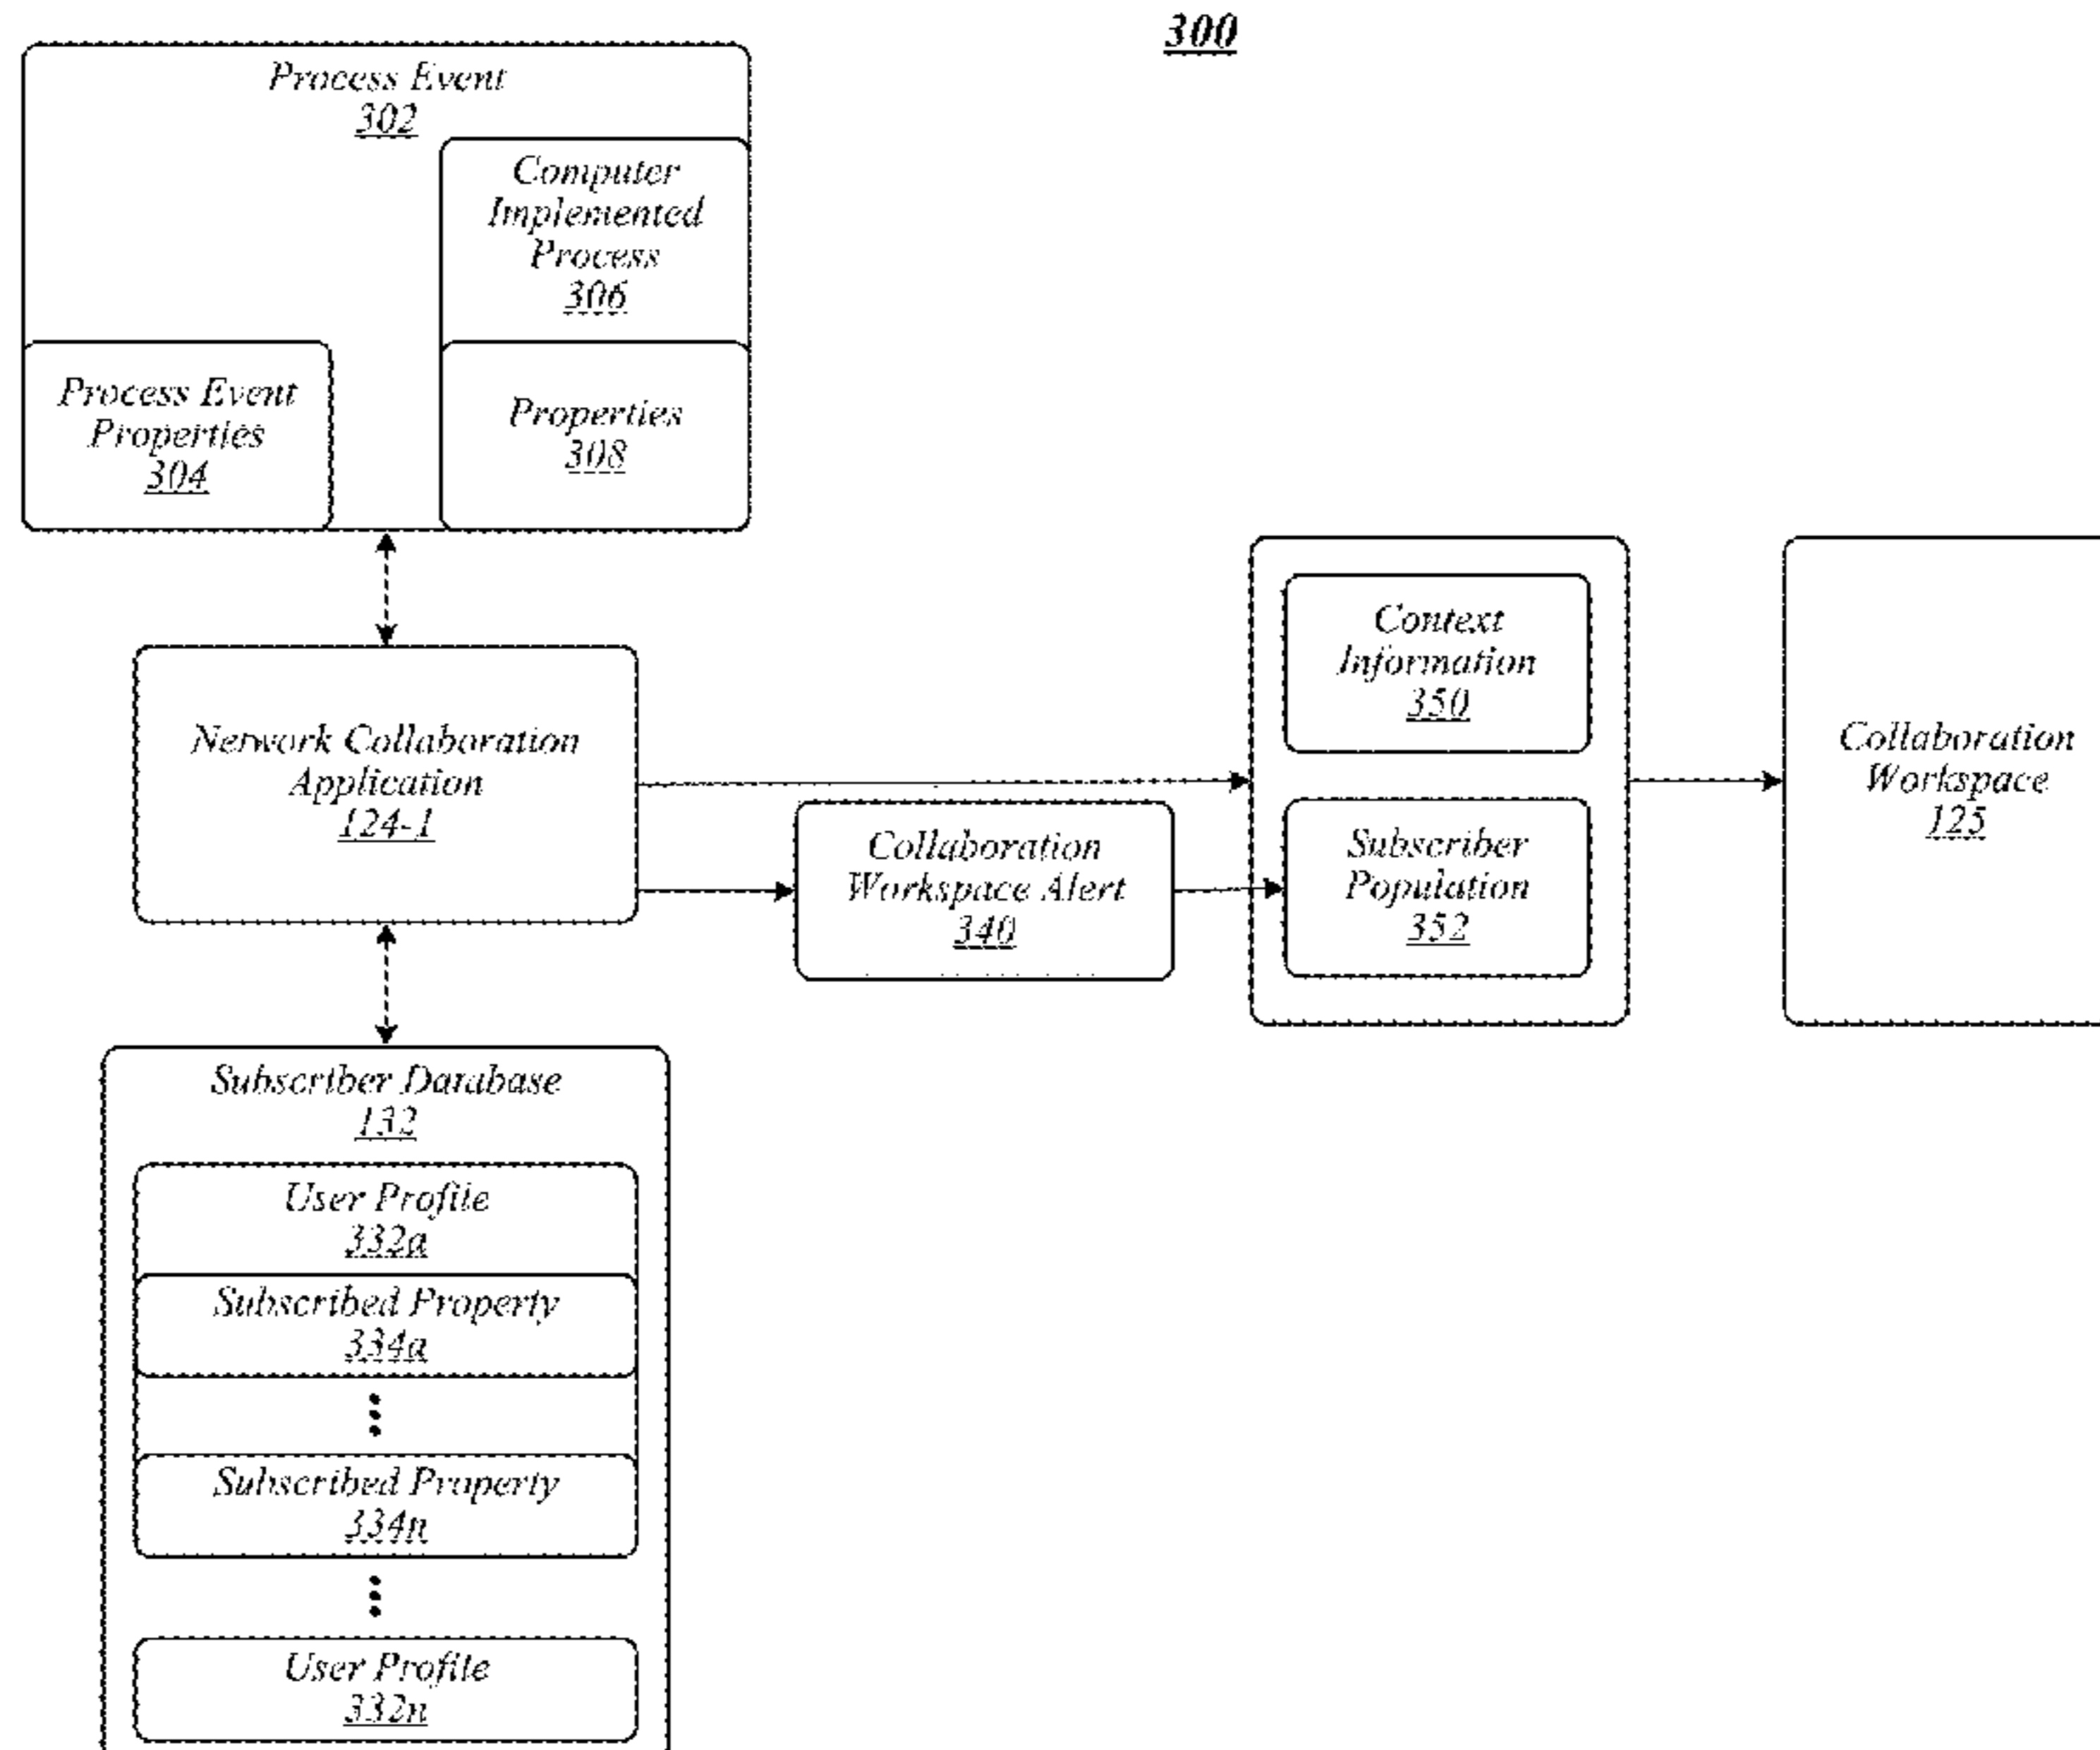 300
Process Event
302
Computer
Implemented
Process
306
Process Event
Properties
304
Properties
308
Network Collaboration
Application
124-1
Collaboration
Workspace Alert
340
Context
Information
350
Subscriber
Population
352
Collaboration
Workspace
125
Subscriber Database
132
User Profile
332a
Subscribed Property
334a
Subscribed Property
334n
User Profile
332n